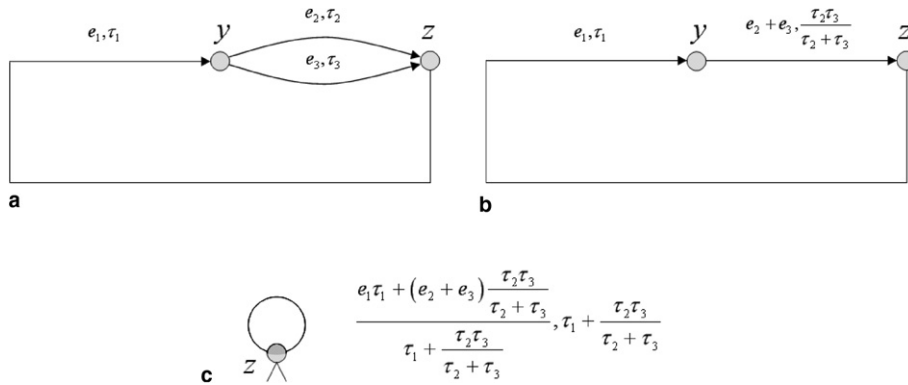 e₁,τ₁
y
e₂,τ₂
e₃,τ₃
z
a
e₁,τ₁
y
e₂ + e₃, τ₂τ₃ / (τ₂ + τ₃)
z
b
z
(e₁τ₁ + (e₂ + e₃) τ₂τ₃ / (τ₂ + τ₃)) / (τ₁ + τ₂τ₃ / (τ₂ + τ₃)), τ₁ + τ₂τ₃ / (τ₂ + τ₃)
c